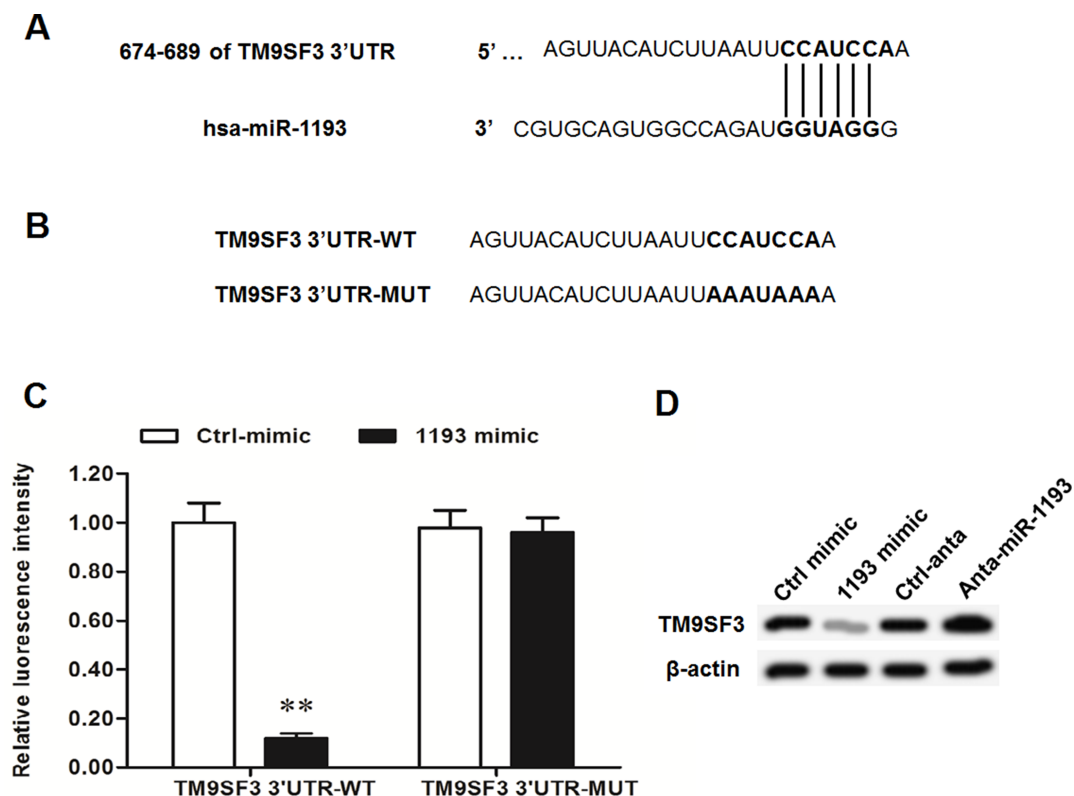 A
674-689 of TM9SF3 3'UTR 5' ... AGUUACAUCUUAAUUCCAUCCAA
hsa-miR-1193 3' CGUGCAGUGGCCAGAUGGUAGGG
B
TM9SF3 3'UTR-WT AGUUACAUCUUAAUUCCAUCCAA
TM9SF3 3'UTR-MUT AGUUACAUCUUAAUUAAAUAAAA
C
Ctrl-mimic 1193 mimic
Relative luorescence intensity
1.20
1.00
0.80
0.60
0.40
0.20
0.00
**
TM9SF3 3'UTR-WT TM9SF3 3'UTR-MUT
D
Ctrl mimic
1193 mimic
Ctrl-anta
Anta-miR-1193
TM9SF3
β-actin